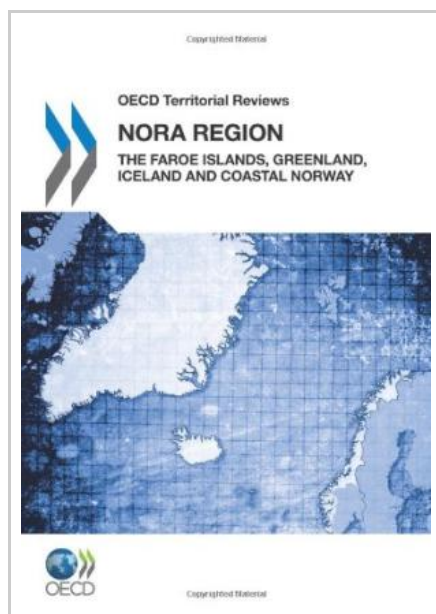 Copyrighted Material
OECD Territorial Reviews
NORA REGION
THE FAROE ISLANDS, GREENLAND,
ICELAND AND COASTAL NORWAY
OECD
Copyrighted Material